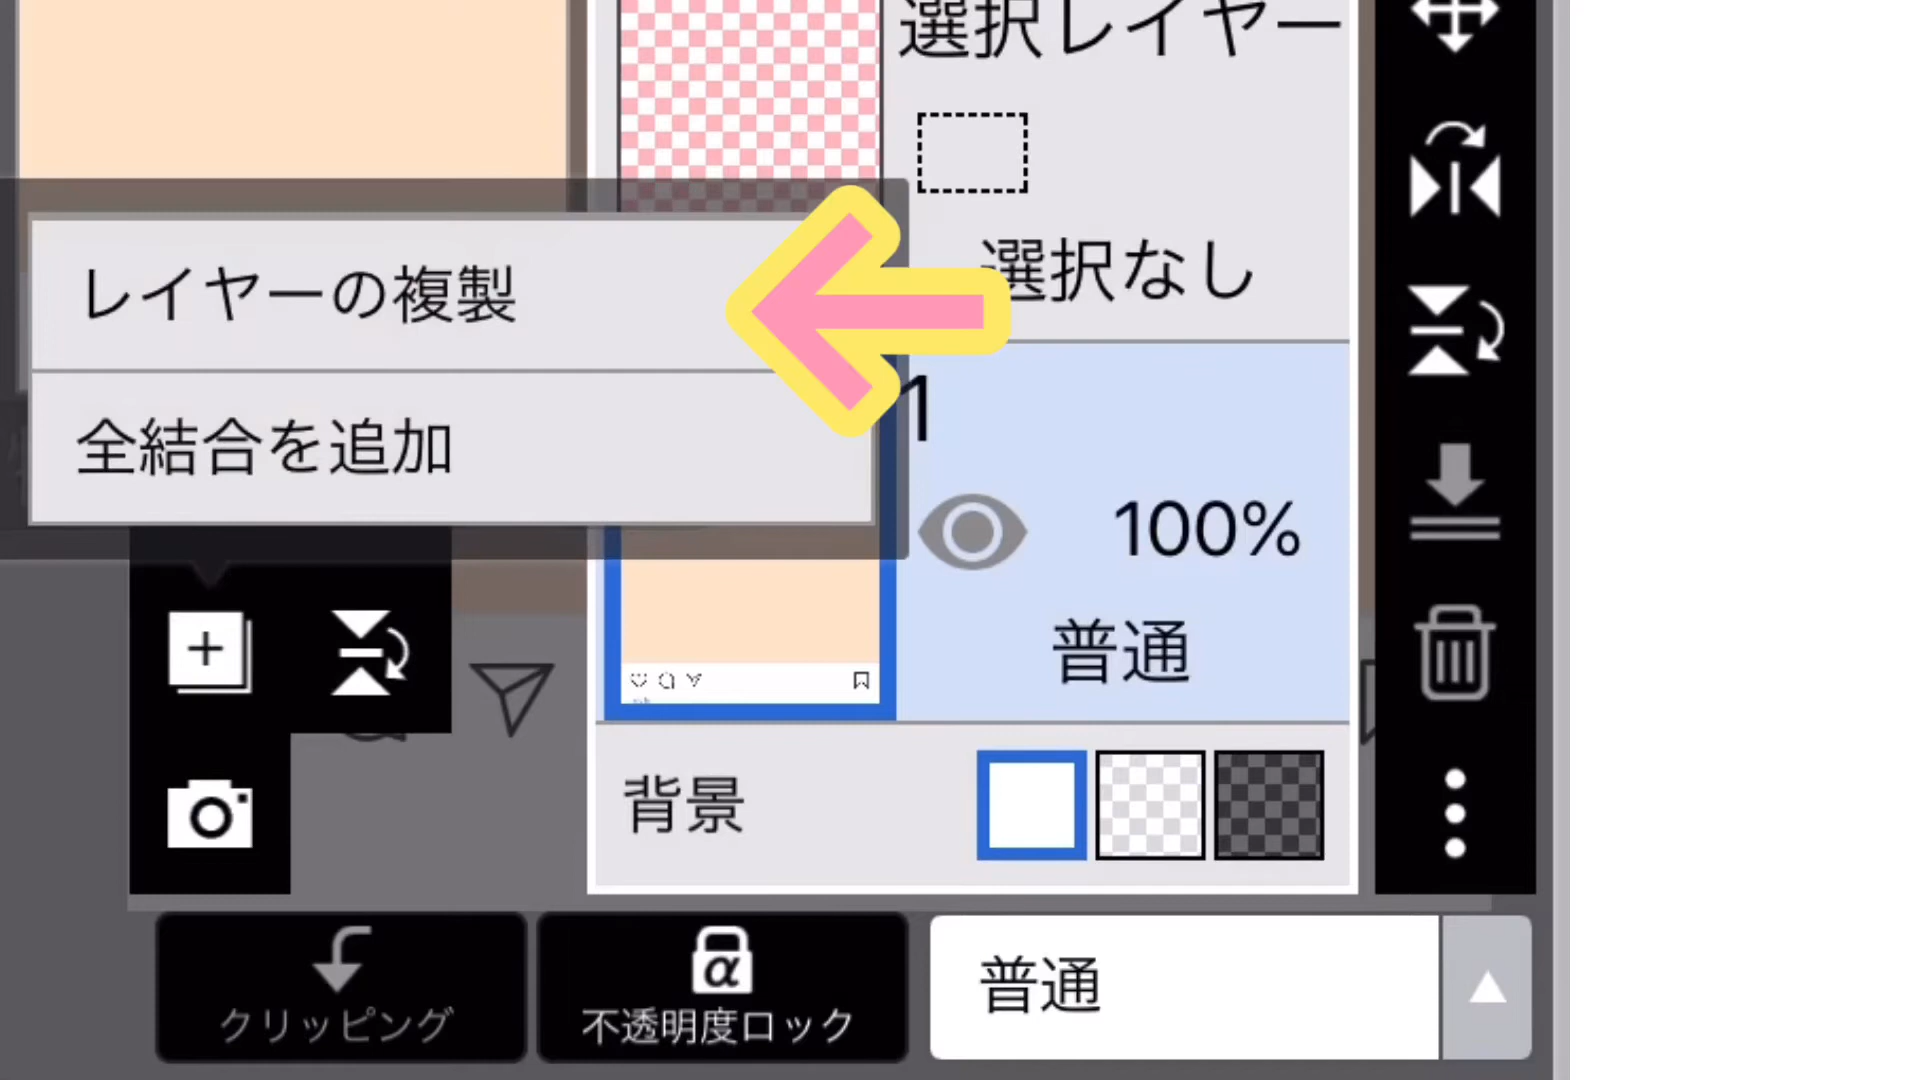 選択レイヤー
選択なし
レイヤーの複製
全結合を追加
1
100%
普通
背景
クリッピング
α
不透明度ロック
普通